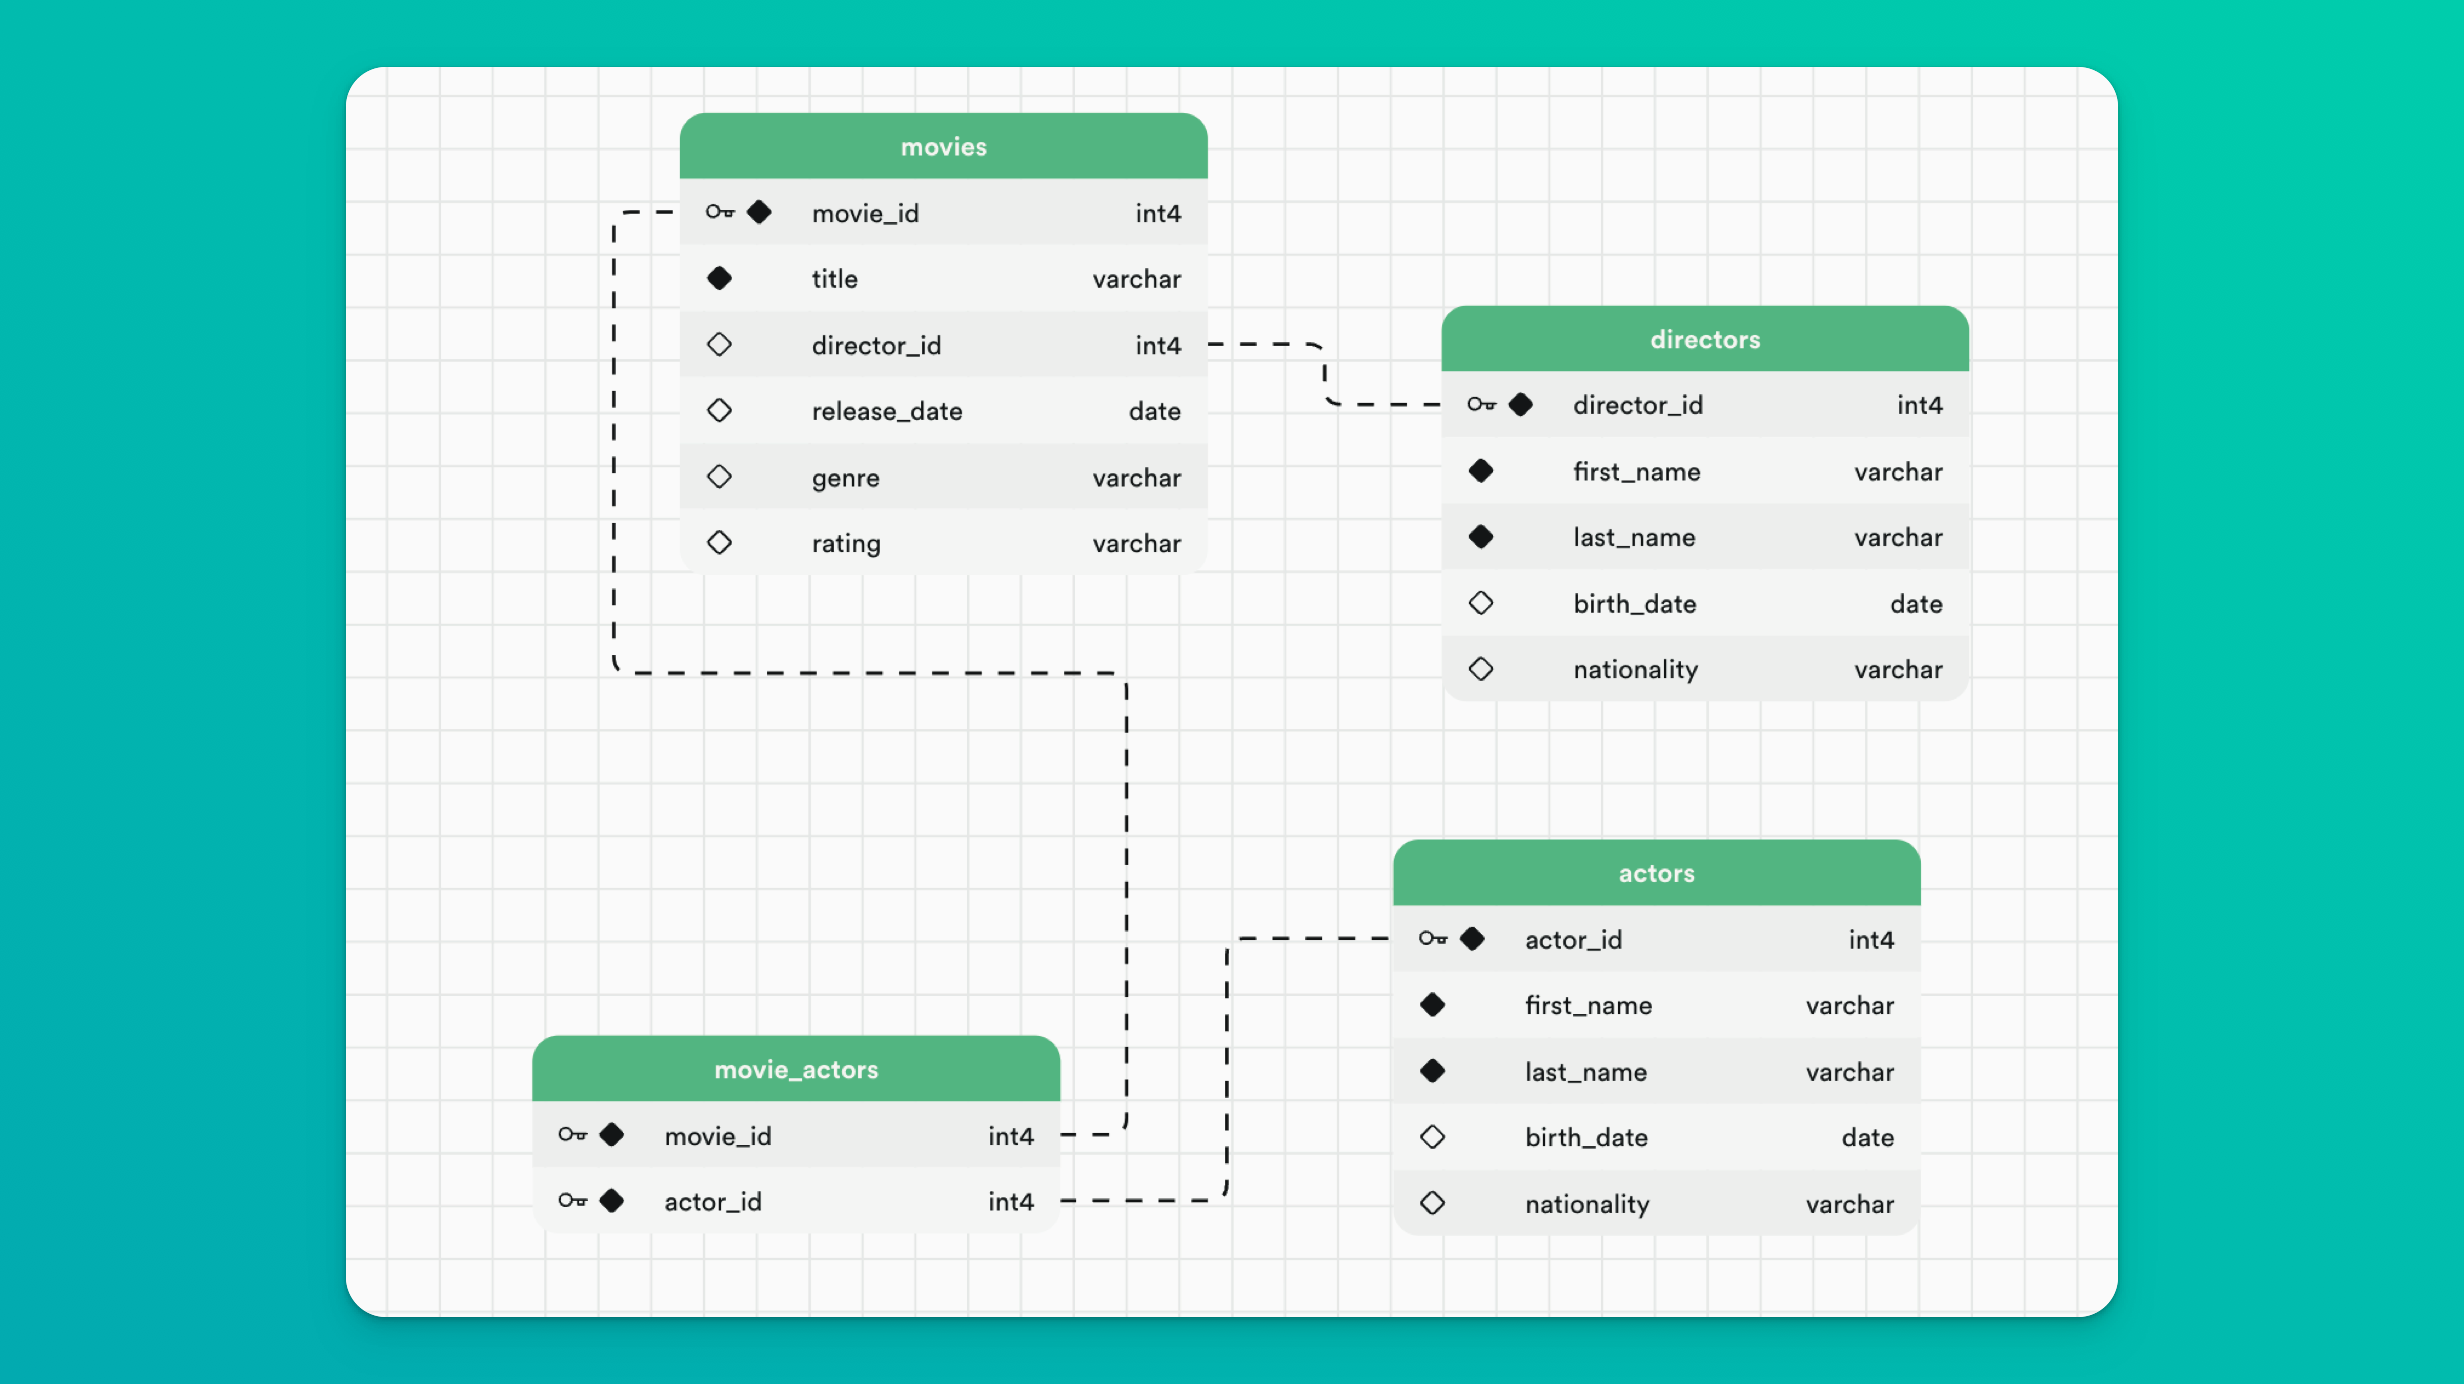 movies
movie_id int4
title varchar
director_id int4
release_date date
genre varchar
rating varchar
directors
director_id int4
first_name varchar
last_name varchar
birth_date date
nationality varchar
actors
actor_id int4
first_name varchar
last_name varchar
birth_date date
nationality varchar
movie_actors
movie_id int4
actor_id int4